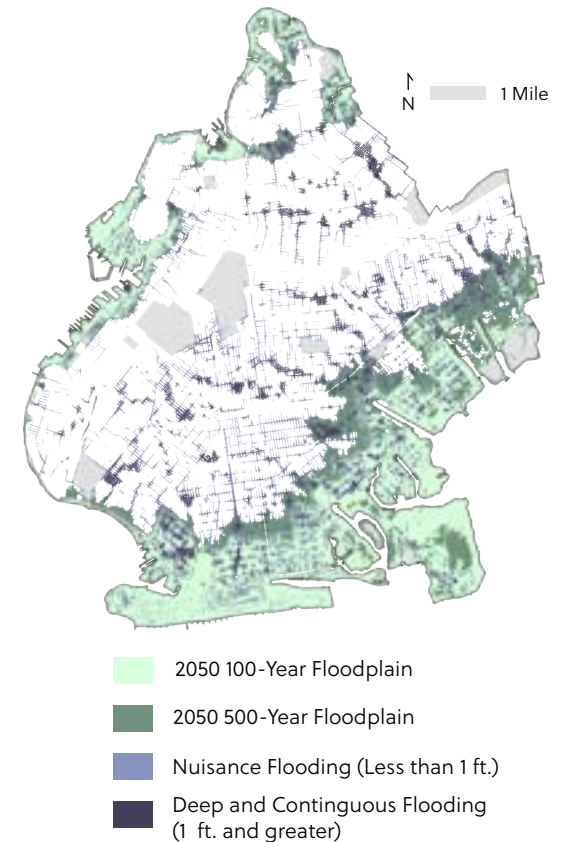 N
1 Mile
2050 100-Year Floodplain
2050 500-Year Floodplain
Nuisance Flooding (Less than 1 ft.)
Deep and Continguous Flooding
(1 ft. and greater)